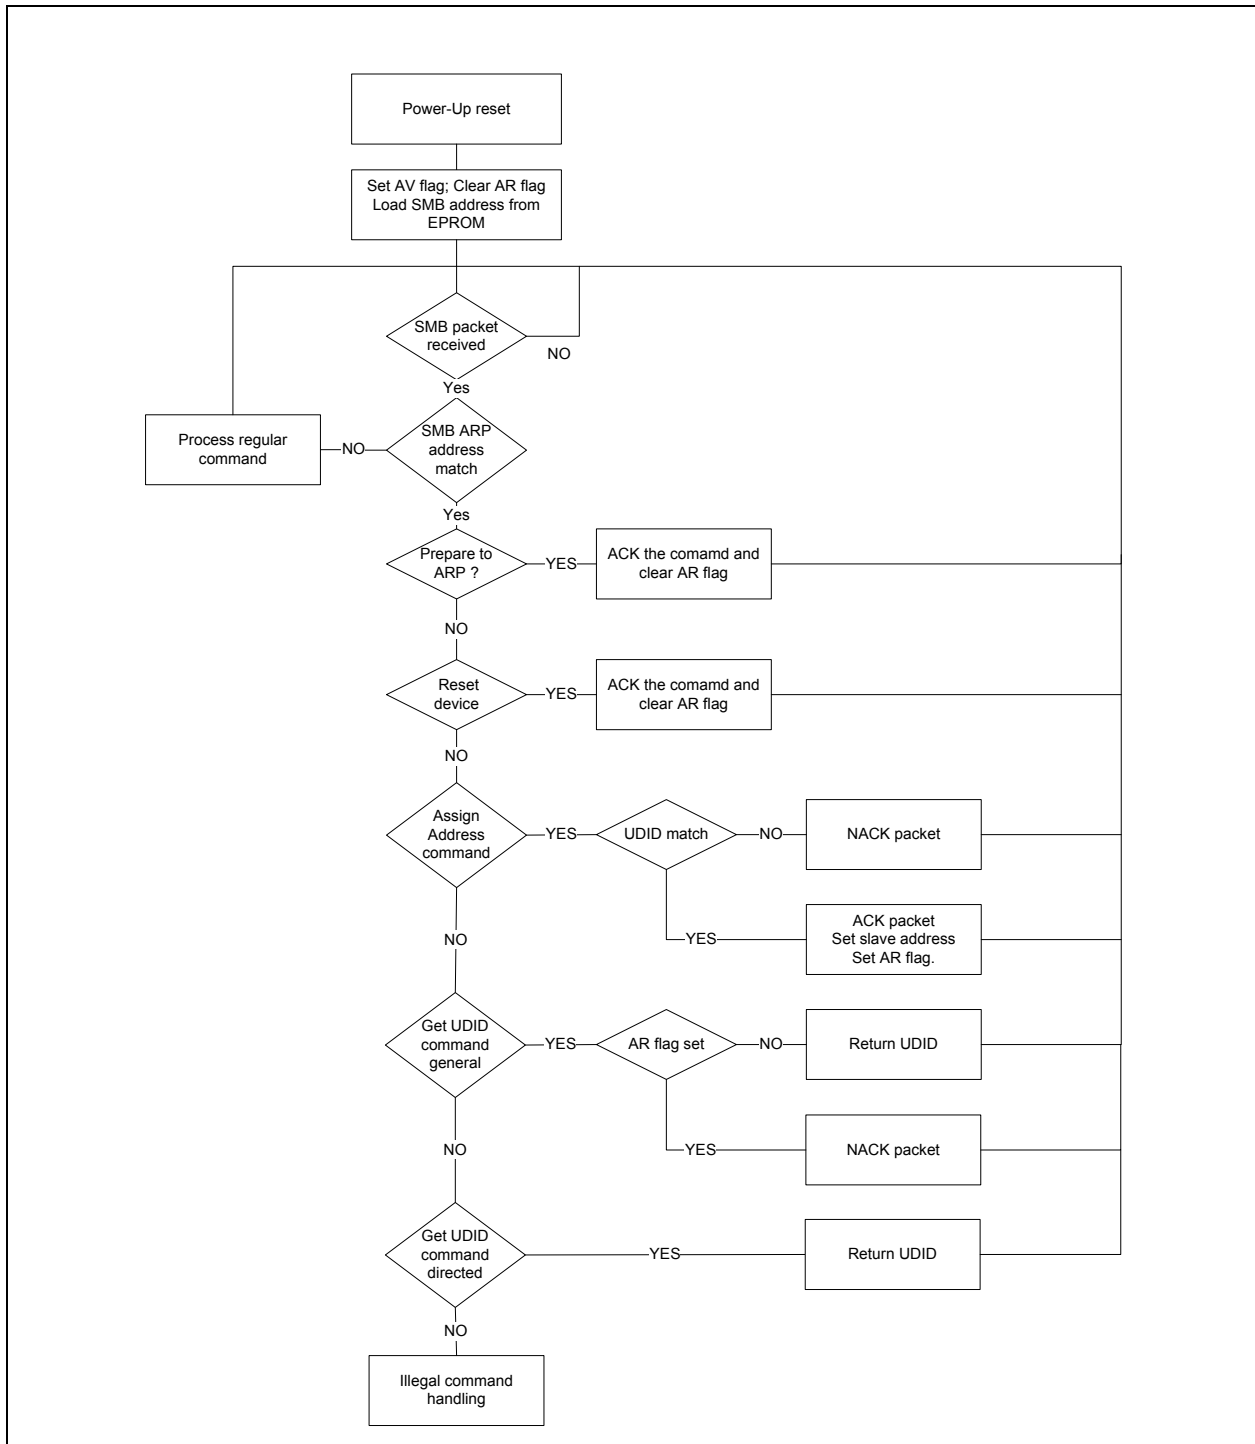 Power-Up reset
Set AV flag; Clear AR flag
Load SMB address from
EPROM
SMB packet
received
NO
Yes
Process regular
command
NO
SMB ARP
address
match
Yes
Prepare to
ARP ?
YES
ACK the comamd and
clear AR flag
NO
Reset
device
YES
ACK the comamd and
clear AR flag
NO
Assign
Address
command
YES
UDID match
NO
NACK packet
YES
ACK packet
Set slave address
Set AR flag.
NO
Get UDID
command
general
YES
AR flag set
NO
Return UDID
YES
NACK packet
NO
Get UDID
command
directed
YES
Return UDID
NO
Illegal command
handling